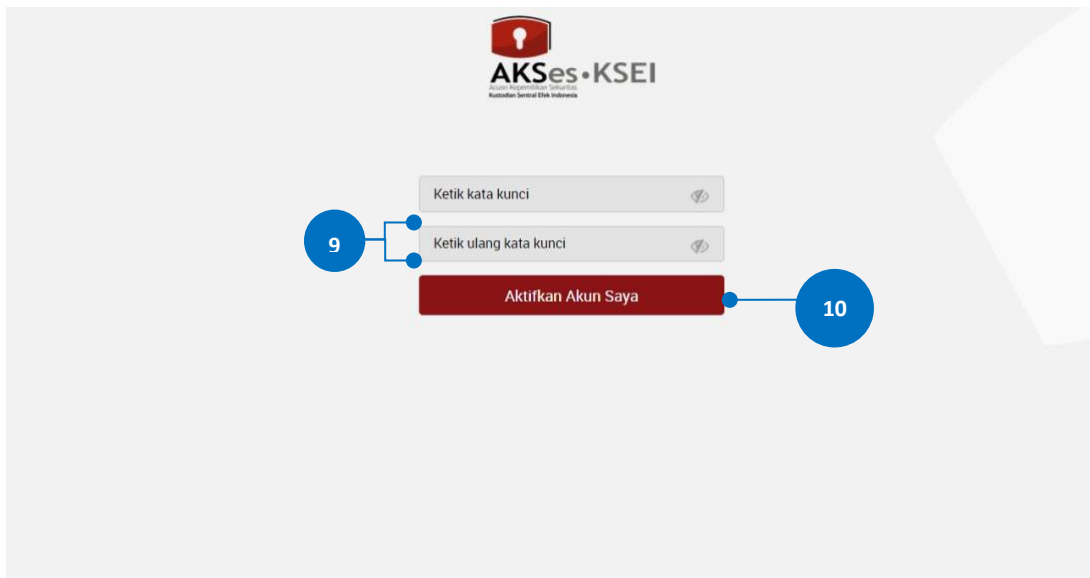 AKSes•KSEI
Acuan Kepemilikan Sekuritas
Kustodian Sentral Efek Indonesia
Ketik kata kunci
9
Ketik ulang kata kunci
Aktifkan Akun Saya
10